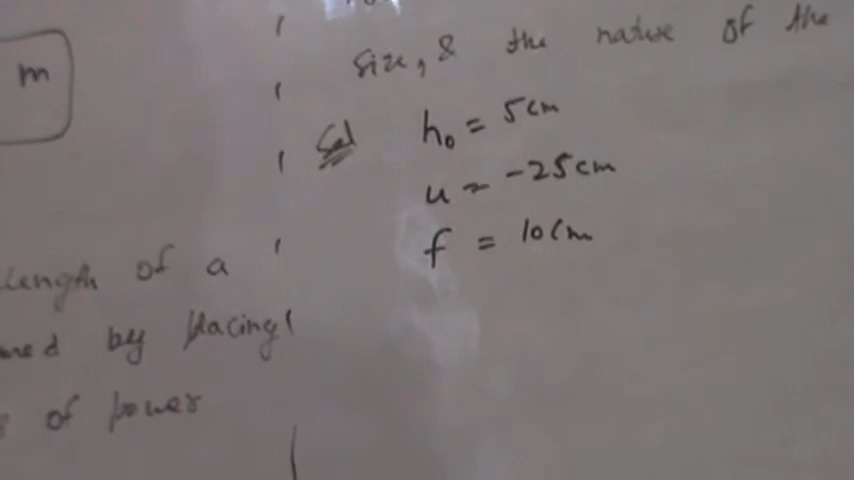 m
size, & the nature of the
Sol
h₀ = 5cm
u = -25cm
f = 10cm
length of a
by placing
of power